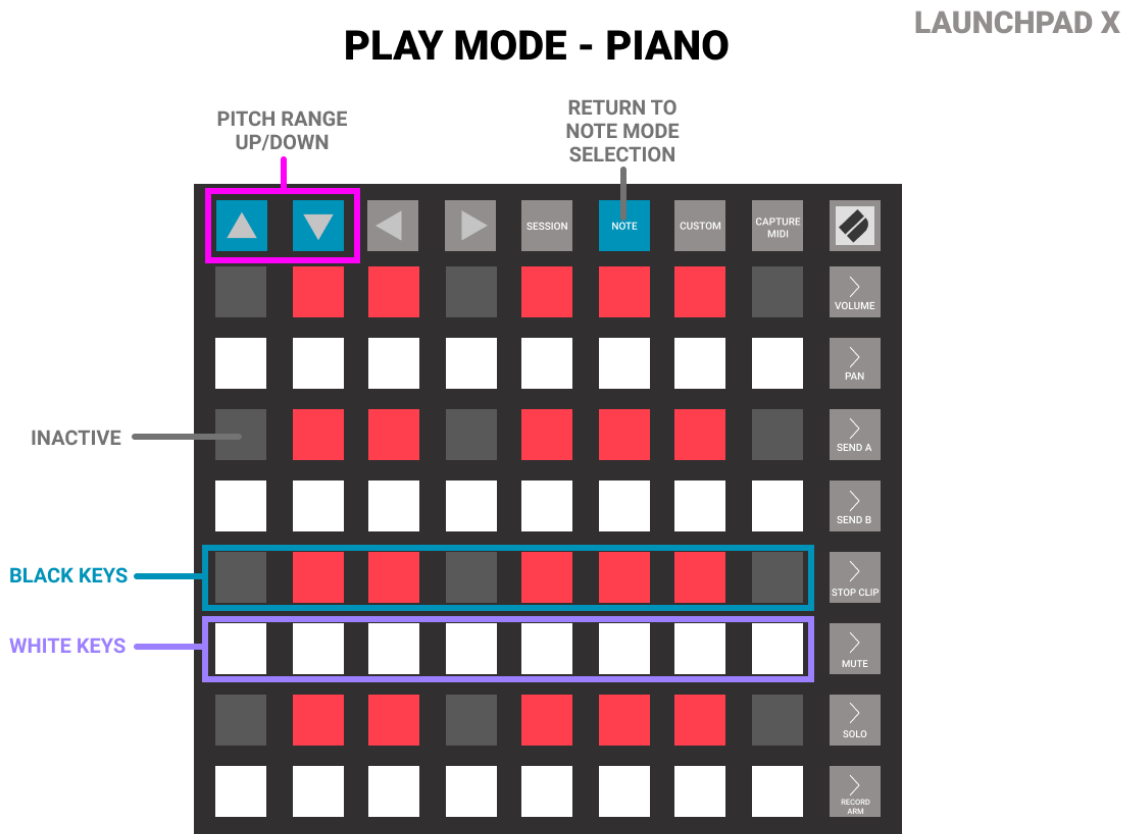 LAUNCHPAD X
PLAY MODE - PIANO
PITCH RANGE
UP/DOWN
RETURN TO
NOTE MODE
SELECTION
SESSION
NOTE
CUSTOM
CAPTURE
MIDI
VOLUME
PAN
INACTIVE
SEND A
SEND B
BLACK KEYS
STOP CLIP
WHITE KEYS
MUTE
SOLO
RECORD
ARM